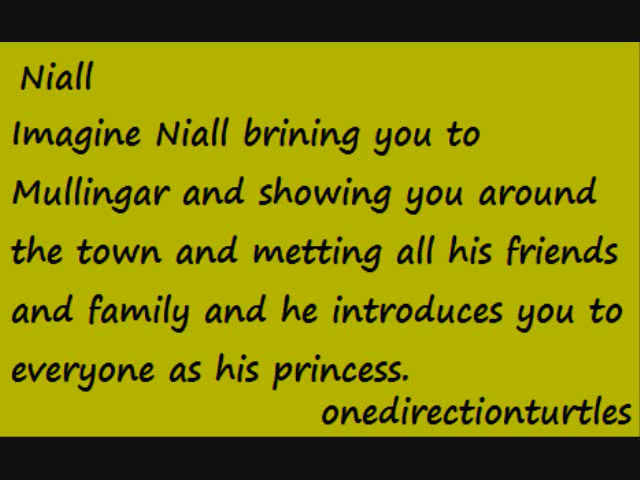 Niall
Imagine Niall brining you to
Mullingar and showing you around
the town and metting all his friends
and family and he introduces you to
everyone as his princess.
onedirectionturtles